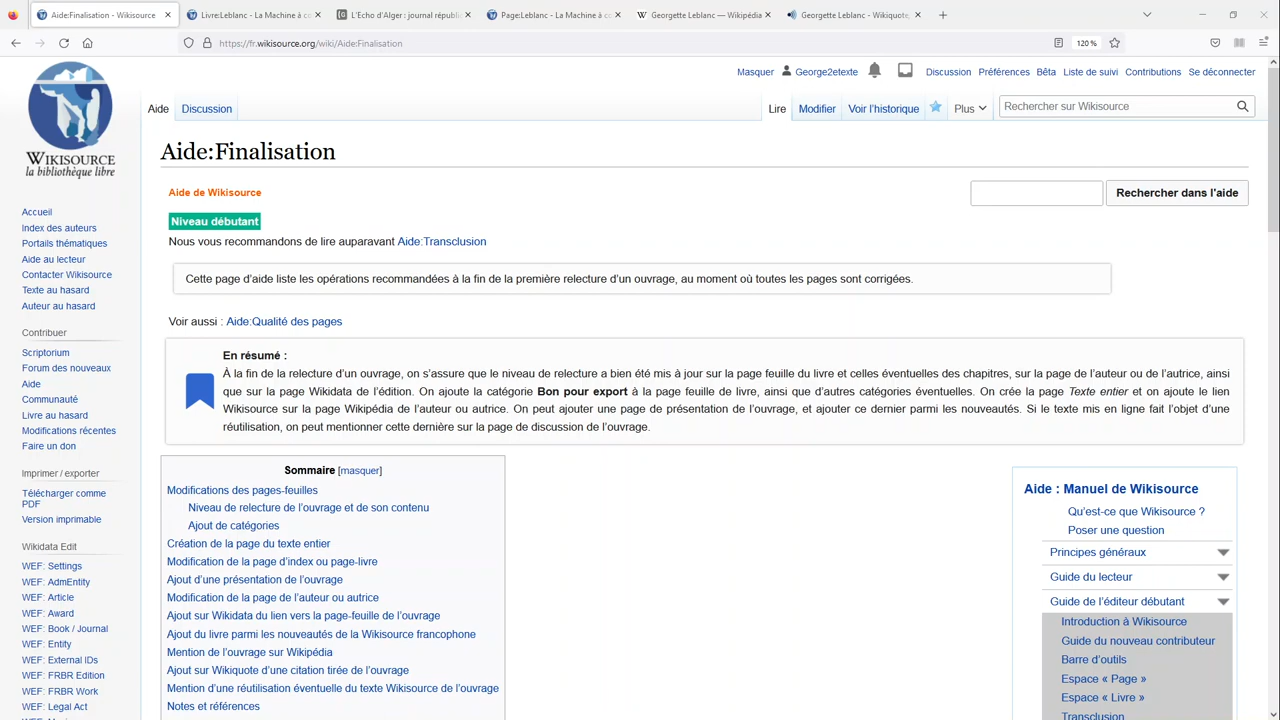 Aide:Finalisation - Wikisource
Livre:Leblanc - La Machine à co
L'Echo d'Alger : journal républi
Page:Leblanc - La Machine à co
Georgette Leblanc — Wikipédia
Georgette Leblanc - Wikiquote,
https://fr.wikisource.org/wiki/Aide:Finalisation
120 %
Masquer
George2etexte
Discussion
Préférences
Bêta
Liste de suivi
Contributions
Se déconnecter
Aide
Discussion
Lire
Modifier
Voir l'historique
Plus
Rechercher sur Wikisource
WIKISOURCE
la bibliothèque libre
Accueil
Index des auteurs
Portails thématiques
Aide au lecteur
Contacter Wikisource
Texte au hasard
Auteur au hasard
Contribuer
Scriptorium
Forum des nouveaux
Aide
Communauté
Livre au hasard
Modifications récentes
Faire un don
Imprimer / exporter
Télécharger comme
PDF
Version imprimable
Wikidata Edit
WEF: Settings
WEF: AdmEntity
WEF: Article
WEF: Award
WEF: Book / Journal
WEF: Entity
WEF: External IDs
WEF: FRBR Edition
WEF: FRBR Work
WEF: Legal Act
Aide:Finalisation
Aide de Wikisource
Rechercher dans l'aide
Niveau débutant
Nous vous recommandons de lire auparavant Aide:Transclusion
Cette page d’aide liste les opérations recommandées à la fin de la première relecture d’un ouvrage, au moment où toutes les pages sont corrigées.
Voir aussi : Aide:Qualité des pages
En résumé :
À la fin de la relecture d’un ouvrage, on s’assure que le niveau de relecture a bien été mis à jour sur la page feuille du livre et celles éventuelles des chapitres, sur la page de l’auteur ou de l’autrice, ainsi
que sur la page Wikidata de l’édition. On ajoute la catégorie Bon pour export à la page feuille de livre, ainsi que d’autres catégories éventuelles. On crée la page Texte entier et on ajoute le lien
Wikisource sur la page Wikipédia de l’auteur ou autrice. On peut ajouter une page de présentation de l’ouvrage, et ajouter ce dernier parmi les nouveautés. Si le texte mis en ligne fait l’objet d’une
réutilisation, on peut mentionner cette dernière sur la page de discussion de l’ouvrage.
Sommaire [masquer]
Modifications des pages-feuilles
Niveau de relecture de l’ouvrage et de son contenu
Ajout de catégories
Création de la page du texte entier
Modification de la page d’index ou page-livre
Ajout d’une présentation de l’ouvrage
Modification de la page de l’auteur ou autrice
Ajout sur Wikidata du lien vers la page-feuille de l’ouvrage
Ajout du livre parmi les nouveautés de la Wikisource francophone
Mention de l’ouvrage sur Wikipédia
Ajout sur Wikiquote d’une citation tirée de l’ouvrage
Mention d’une réutilisation éventuelle du texte Wikisource de l’ouvrage
Notes et références
Aide : Manuel de Wikisource
Qu’est-ce que Wikisource ?
Poser une question
Principes généraux
Guide du lecteur
Guide de l’éditeur débutant
Introduction à Wikisource
Guide du nouveau contributeur
Barre d’outils
Espace « Page »
Espace « Livre »
Transclusion